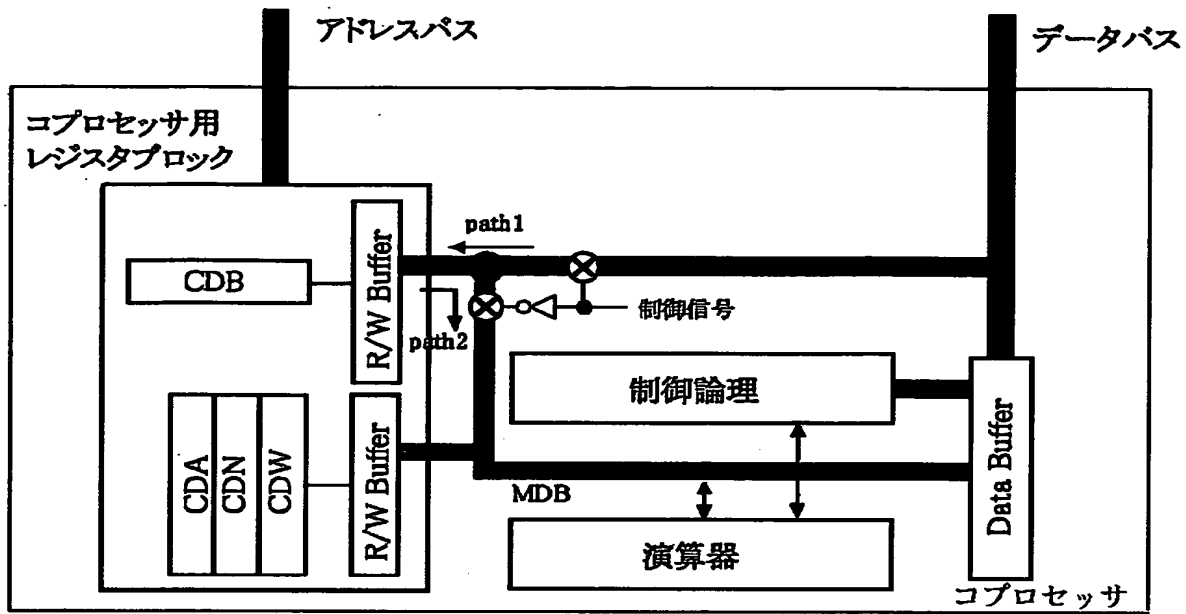 アドレスバス
データバス
コプロセッサ用
レジスタブロック
path1
CDB
R/W Buffer
path2
制御信号
制御論理
CDA
CDN
CDW
R/W Buffer
MDB
Data Buffer
演算器
コプロセッサ